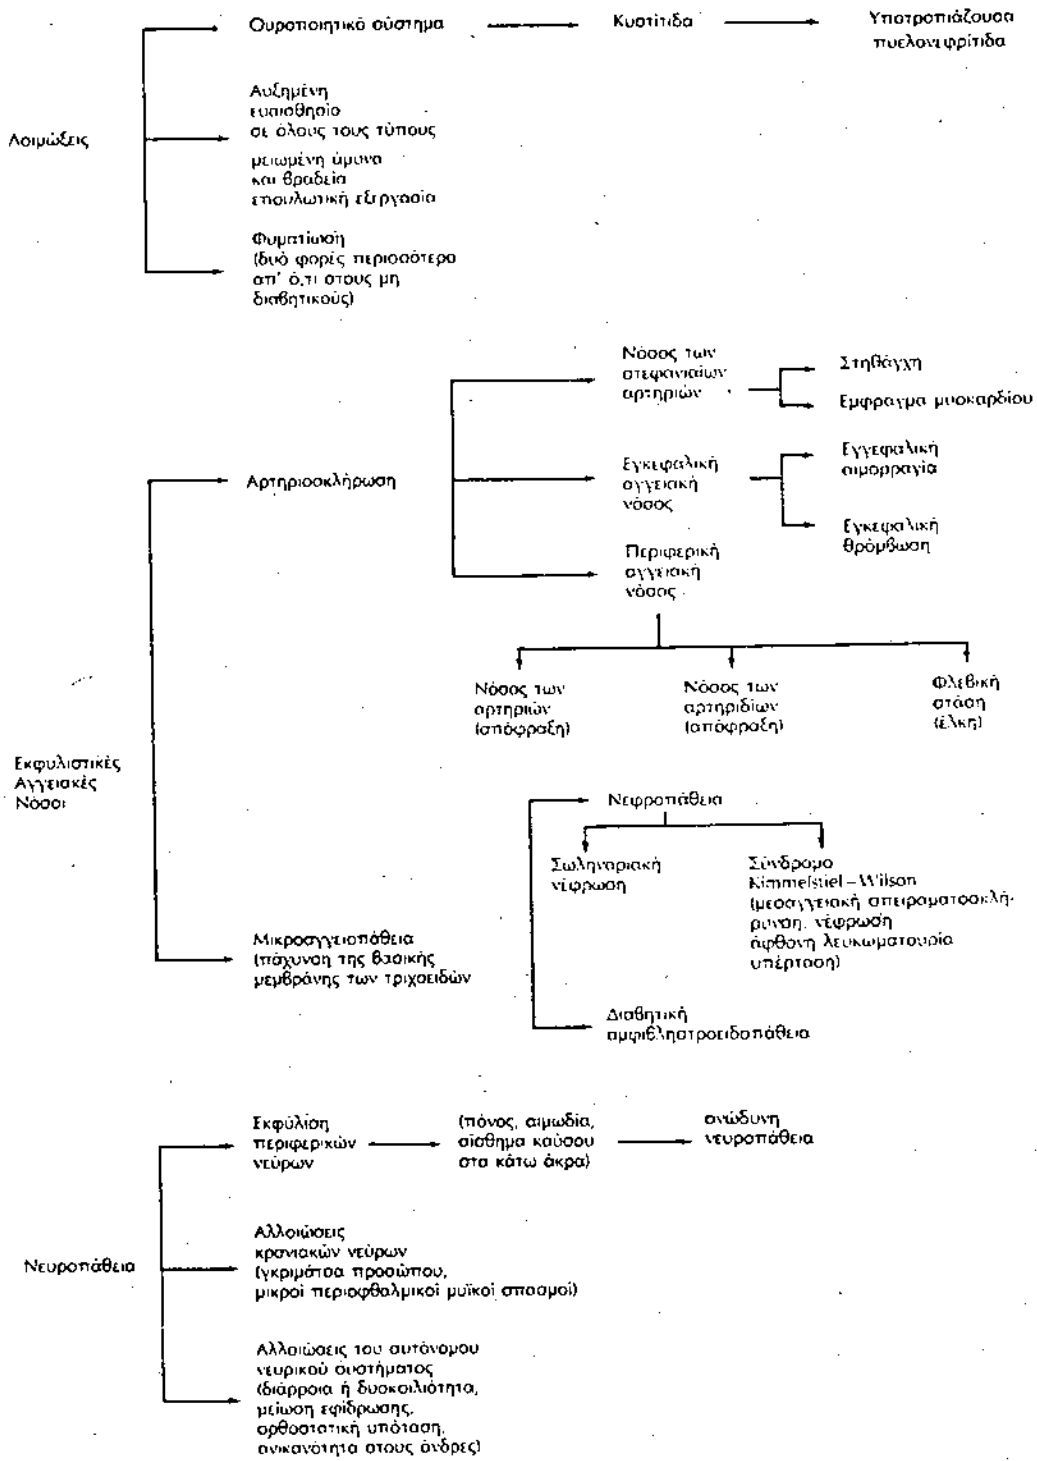 Ουροποιητικό σύστημα
Κυστίτιδα
Υποτροπιάζουσα
πυελονεφρίτιδα
Λοιμώξεις
Αυξημένη
ευαισθησία
σε όλους τους τύπους
μειωμένη άμυνα
και βραδεία
επουλωτική εξεργασία
Φυματίωση
(δυό φορές περισσότερο
απ' ό,τι στους μη
διαβητικούς)
Εκφυλιστικές
Αγγειακές
Νόσοι
Αρτηριοσκλήρωση
Νόσος των
στεφανιαίων
αρτηριών
Στηθάγχη
Εμφραγμα μυοκαρδίου
Εγκεφαλική
αγγειακή
νόσος
Εγγεφαλική
αιμορραγία
Εγκεφαλική
θρόμβωση
Περιφερική
αγγειακή
νόσος
Νόσος των
αρτηριών
(απόφραξη)
Νόσος των
αρτηριδίων
(απόφραξη)
Φλεβική
στάση
(έλκη)
Μικροαγγειοπάθεια
(πάχυνση της βασικής
μεμβράνης των τριχοειδών
Νεφροπάθεια
Σωληναριακή
νέφρωση
Σύνδρομο
Kimmelstiel – Wilson
(μεσαγγειακή σπειραματοσκλή-
ρυνση, νέφρωση
άφθονη λευκωματουρία
υπέρταση)
Διαβητική
αμφιβληστροειδοπάθεια
Νευροπάθεια
Εκφύλιση
περιφερικών
νεύρων
(πόνος, αιμωδία,
αίσθημα καύσου
στα κάτω άκρα)
ανώδυνη
νευροπάθεια
Αλλοιώσεις
κρανιακών νεύρων
(γκριμάτσα προσώπου,
μικροί περιοφθαλμικοί μυϊκοί σπασμοί)
Αλλοιώσεις του αυτόνομου
νευρικού συστήματος
(διάρροια ή δυσκοιλιότητα,
μείωση εφίδρωσης,
ορθοστατική υπόταση,
ανικανότητα στους άνδρες)